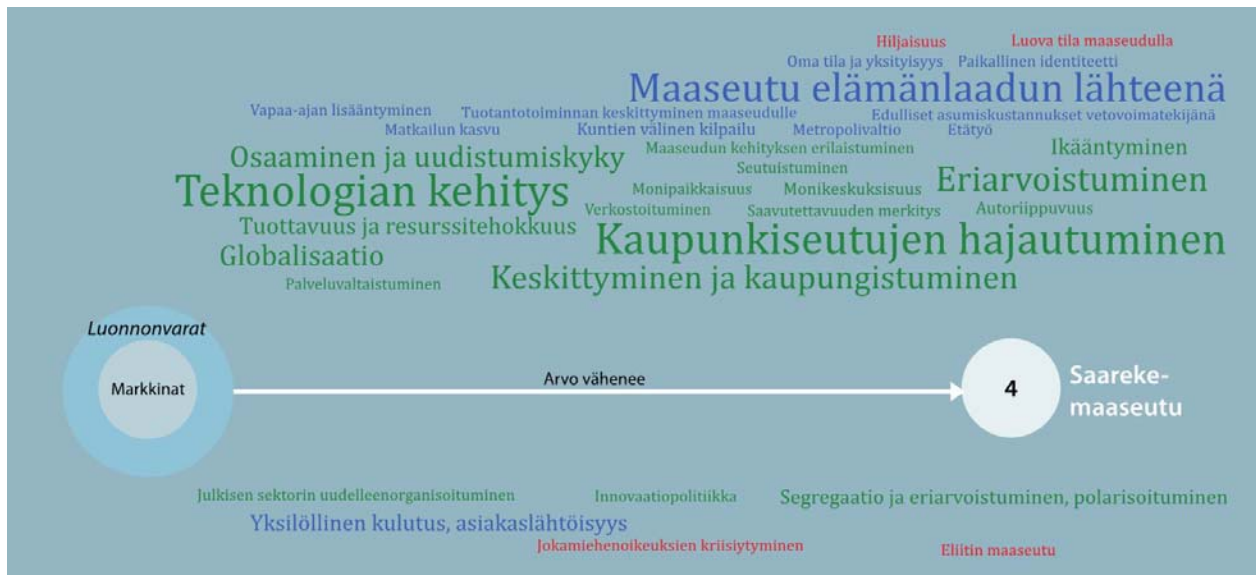 Hiljaisuus
Luova tila maaseudulla
Oma tila ja yksityisyys
Paikallinen identiteetti
Maaseutu elämänlaadun lähteenä
Vapaa-ajan lisääntyminen
Tuotantotoiminnan keskittyminen maaseudulle
Edulliset asumiskustannukset vetovoimatekijänä
Matkailun kasvu
Kuntien välinen kilpailu
Metropolivaltio
Etätyö
Osaaminen ja uudistumiskyky
Maaseudun kehityksen erilaistuminen
Ikääntyminen
Seutuistuminen
Teknologian kehitys
Monipaikkaisuus
Monikeskuksisuus
Eriarvoistuminen
Verkostoituminen
Saavutettavuuden merkitys
Autoriippuvuus
Tuottavuus ja resurssitehokkuus
Kaupunkiseutujen hajautuminen
Globalisaatio
Keskittyminen ja kaupungistuminen
Palveluvaltaistuminen
Luonnonvarat
Markkinat
Arvo vähenee
4
Saareke-
maaseutu
Julkisen sektorin uudelleenorganisoituminen
Innovaatiopolitiikka
Segregaatio ja eriarvoistuminen, polarisoituminen
Yksilöllinen kulutus, asiakaslähtöisyys
Jokamiehenoikeuksien kriisiytyminen
Eliitin maaseutu